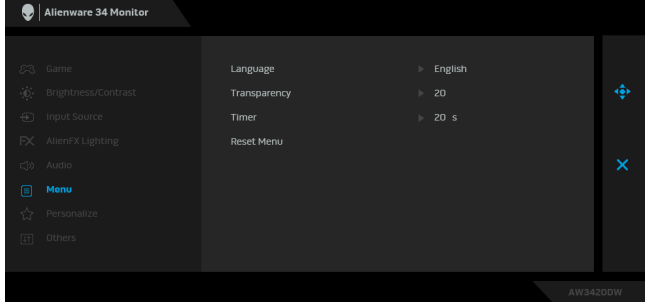 Alienware 34 Monitor
Game
Brightness/Contrast
Input Source
AlienFX Lighting
Audio
Menu
Personalize
Others
Language English
Transparency 20
Timer 20 s
Reset Menu
AW3420DW